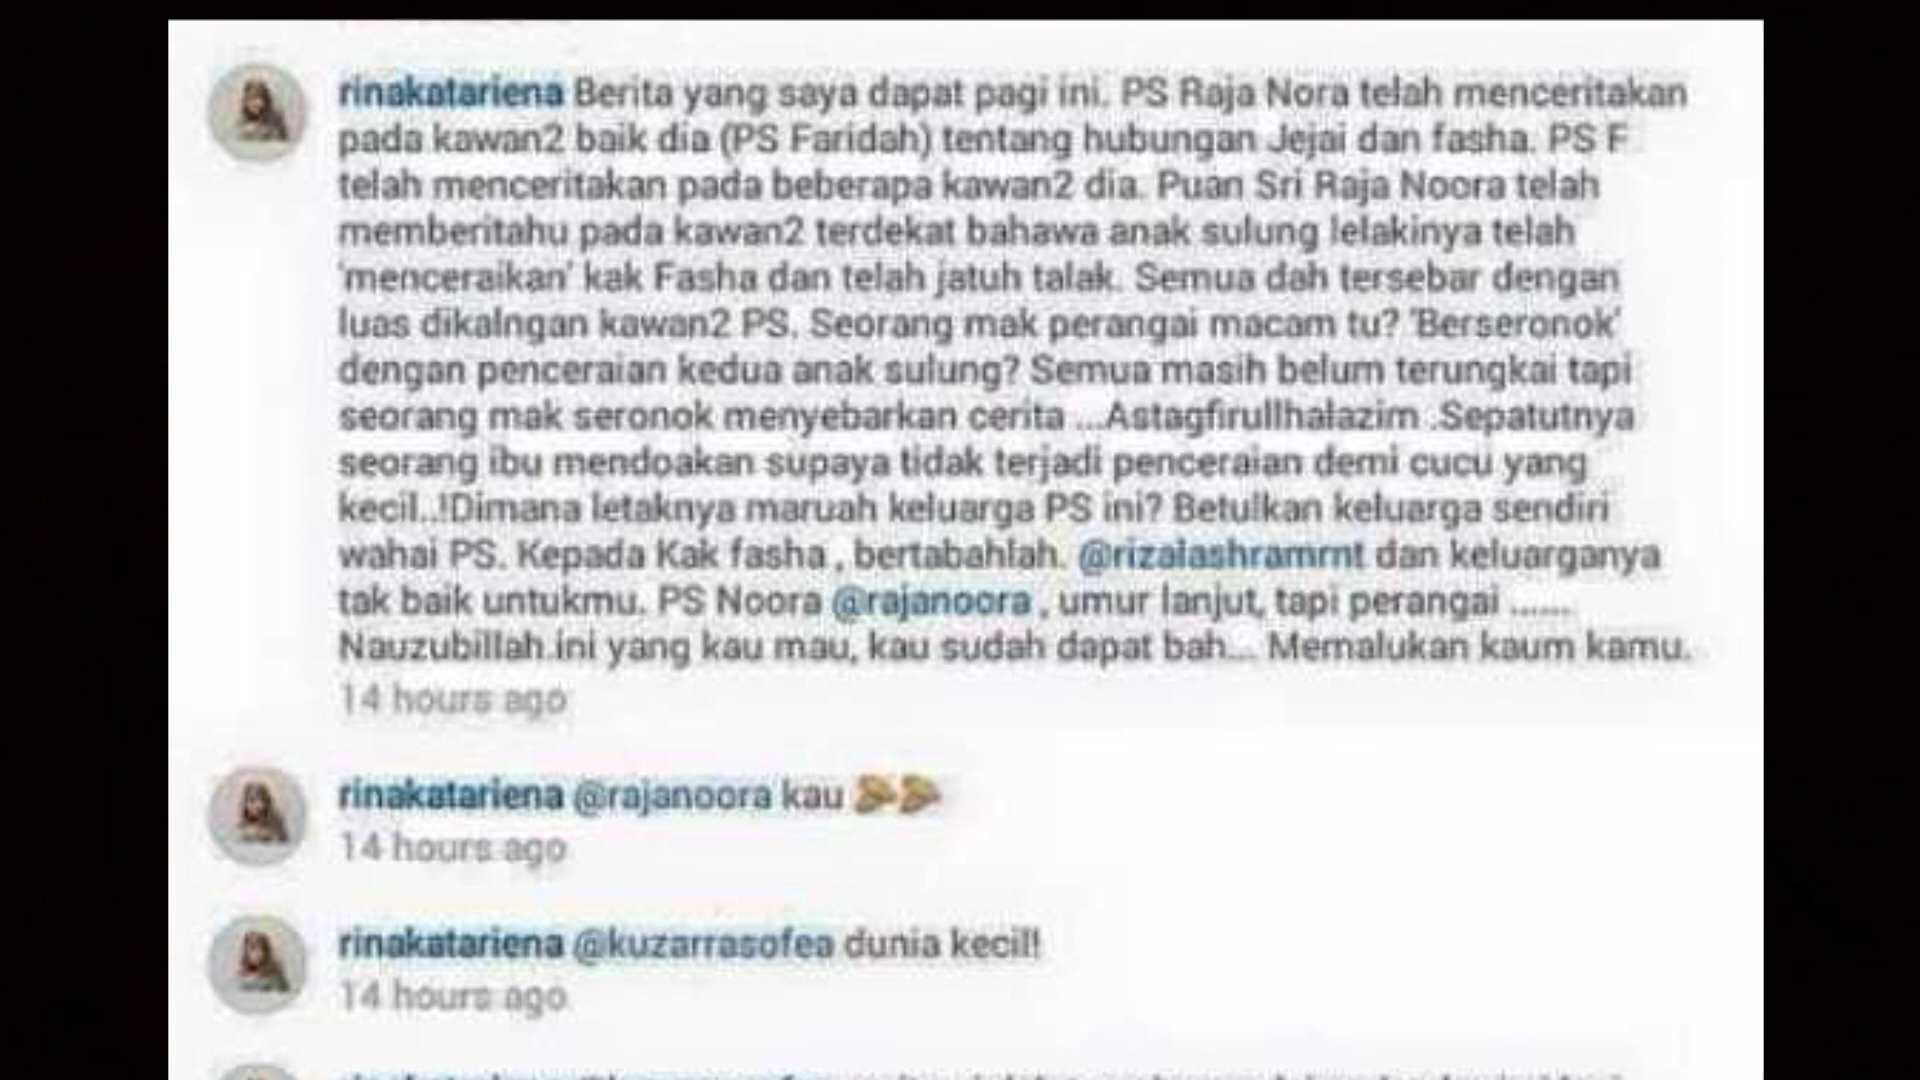 rinakatariena Berita yang saya dapat pagi ini. PS Raja Nora telah menceritakan
pada kawan2 baik dia (PS Faridah) tentang hubungan Jejai dan fasha. PS F
telah menceritakan pada beberapa kawan2 dia. Puan Sri Raja Noora telah
memberitahu pada kawan2 terdekat bahawa anak sulung lelakinya telah
'menceraikan' kak Fasha dan telah jatuh talak. Semua dah tersebar dengan
luas dikalngan kawan2 PS. Seorang mak perangai macam tu? 'Berseronok'
dengan penceraian kedua anak sulung? Semua masih belum terungkai tapi
seorang mak seronok menyebarkan cerita ...Astagfirullhalazim .Sepatutnya
seorang ibu mendoakan supaya tidak terjadi penceraian demi cucu yang
kecil..!Dimana letaknya maruah keluarga PS ini? Betulkan keluarga sendiri
wahai PS. Kepada Kak fasha , bertabahlah. @rizalashramrnt dan keluarganya
tak baik untukmu. PS Noora @rajanoora , umur lanjut, tapi perangai ......
Nauzubillah.ini yang kau mau, kau sudah dapat bah... Memalukan kaum kamu.
14 hours ago
rinakatariena @rajanoora kau
14 hours ago
rinakatariena @kuzarrasofea dunia kecil!
14 hours ago